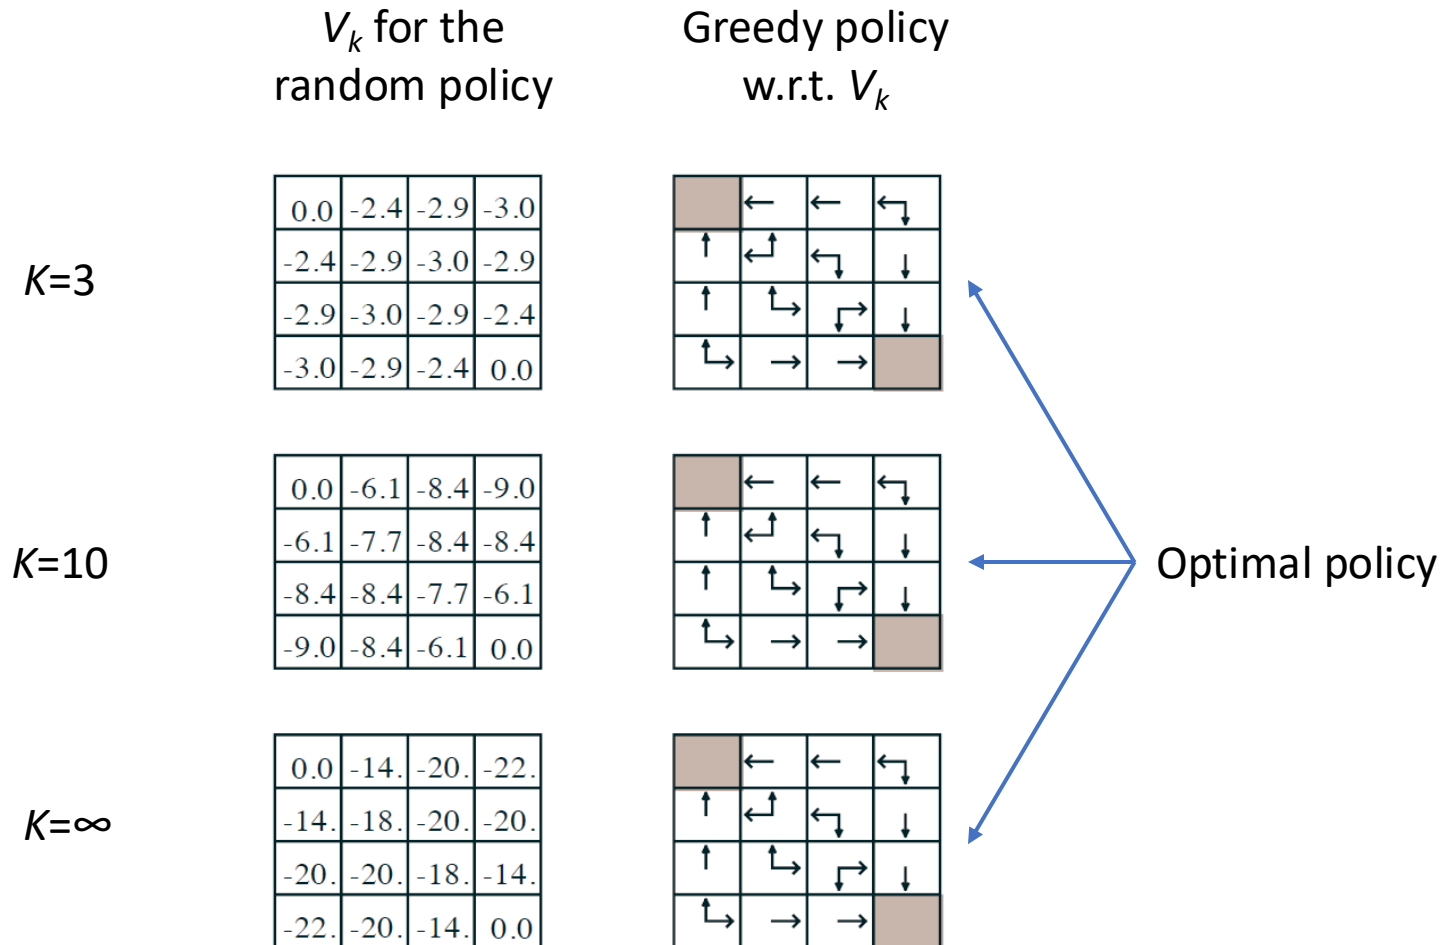 V_k for the
random policy
Greedy policy
w.r.t. V_k
K=3
0.0 -2.4 -2.9 -3.0
-2.4 -2.9 -3.0 -2.9
-2.9 -3.0 -2.9 -2.4
-3.0 -2.9 -2.4 0.0
K=10
0.0 -6.1 -8.4 -9.0
-6.1 -7.7 -8.4 -8.4
-8.4 -8.4 -7.7 -6.1
-9.0 -8.4 -6.1 0.0
Optimal policy
K=∞
0.0 -14. -20. -22.
-14. -18. -20. -20.
-20. -20. -18. -14.
-22. -20. -14. 0.0